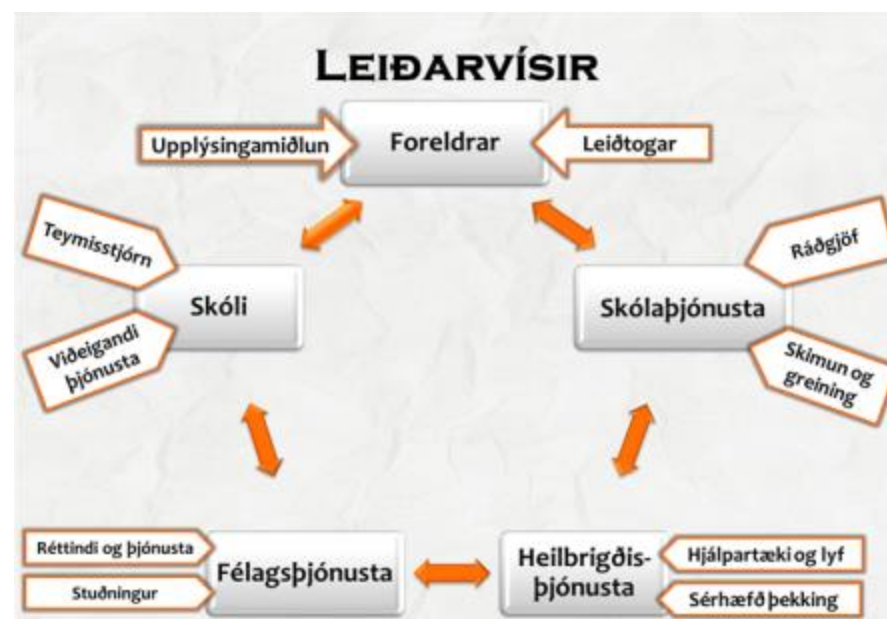 LEIÐARVÍSIR
Upplýsingamiðlun
Foreldrar
Leiðtogar
Teymisstjórn
Skóli
Viðeigandi
þjónusta
Ráðgjöf
Skólaþjónusta
Skimun og
greining
Réttindi og þjónusta
Félagsþjónusta
Stuðningur
Heilbrigðis-
þjónusta
Hjálpartæki og lyf
Sérhæfð þekking